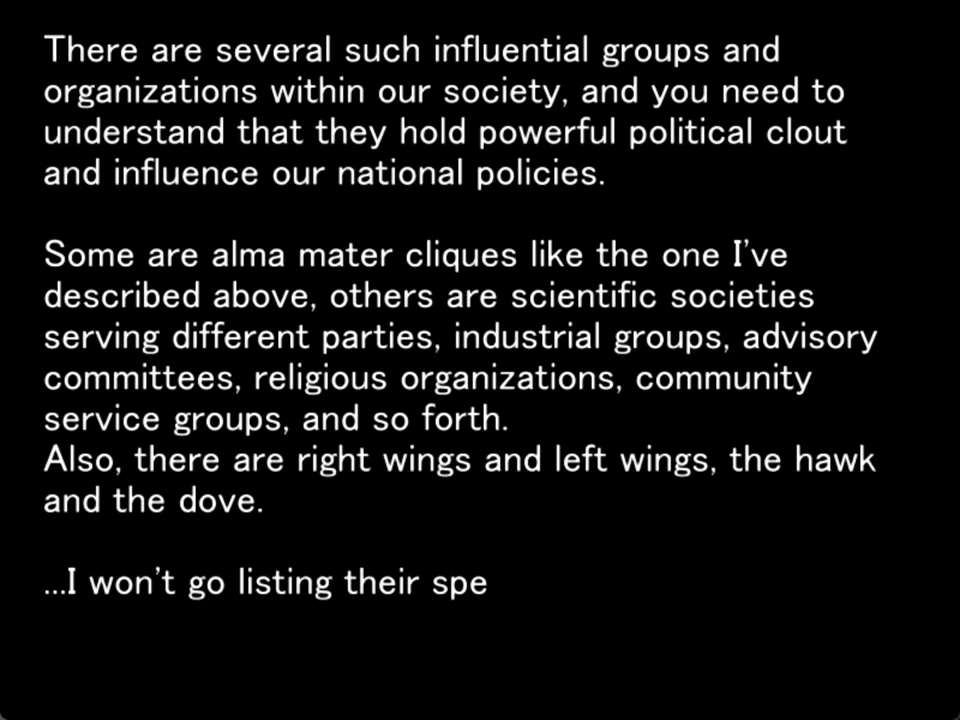 There are several such influential groups and
organizations within our society, and you need to
understand that they hold powerful political clout
and influence our national policies.
Some are alma mater cliques like the one I've
described above, others are scientific societies
serving different parties, industrial groups, advisory
committees, religious organizations, community
service groups, and so forth.
Also, there are right wings and left wings, the hawk
and the dove.
...I won't go listing their spe